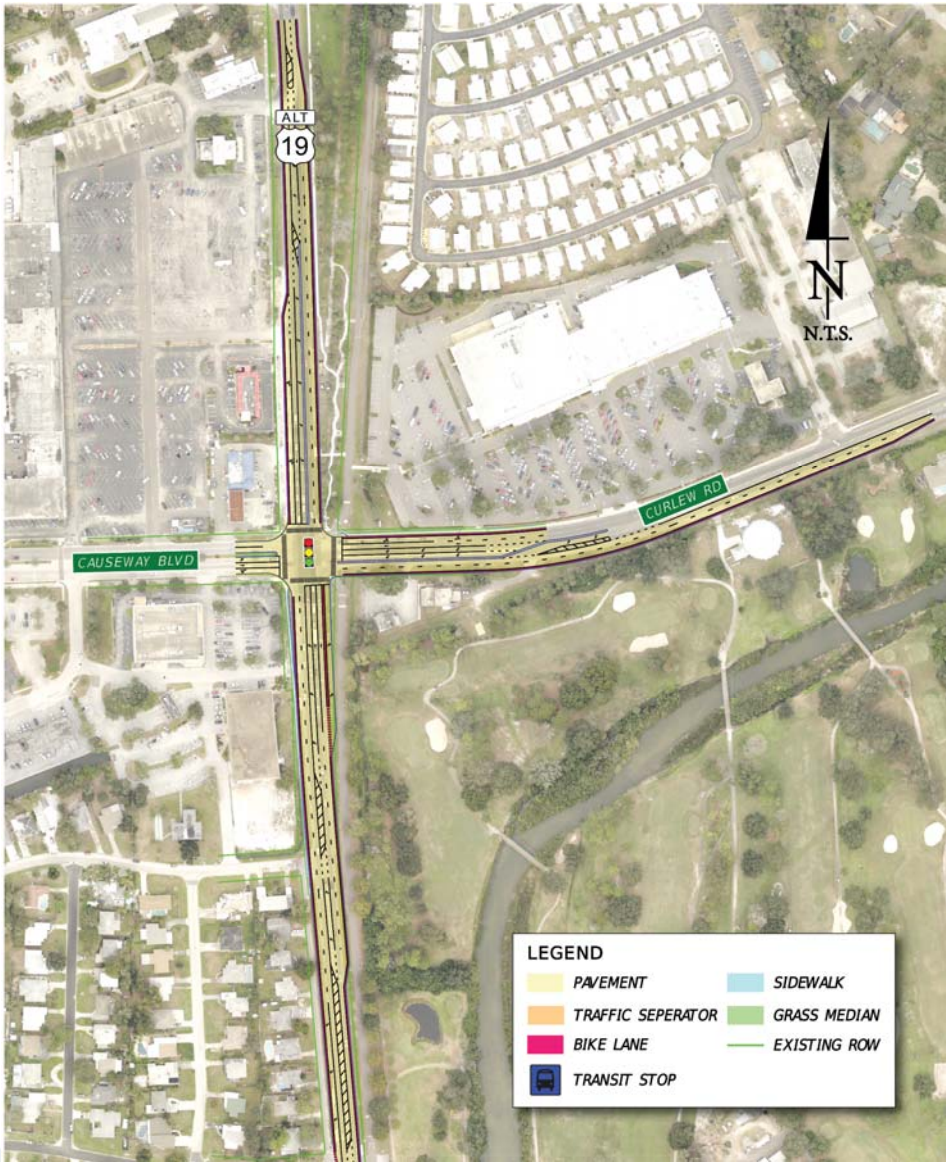 ALT
19
N
N.T.S.
CURLEW RD
CAUSEWAY BLVD
LEGEND
PAVEMENT
SIDEWALK
TRAFFIC SEPERATOR
GRASS MEDIAN
BIKE LANE
EXISTING ROW
TRANSIT STOP